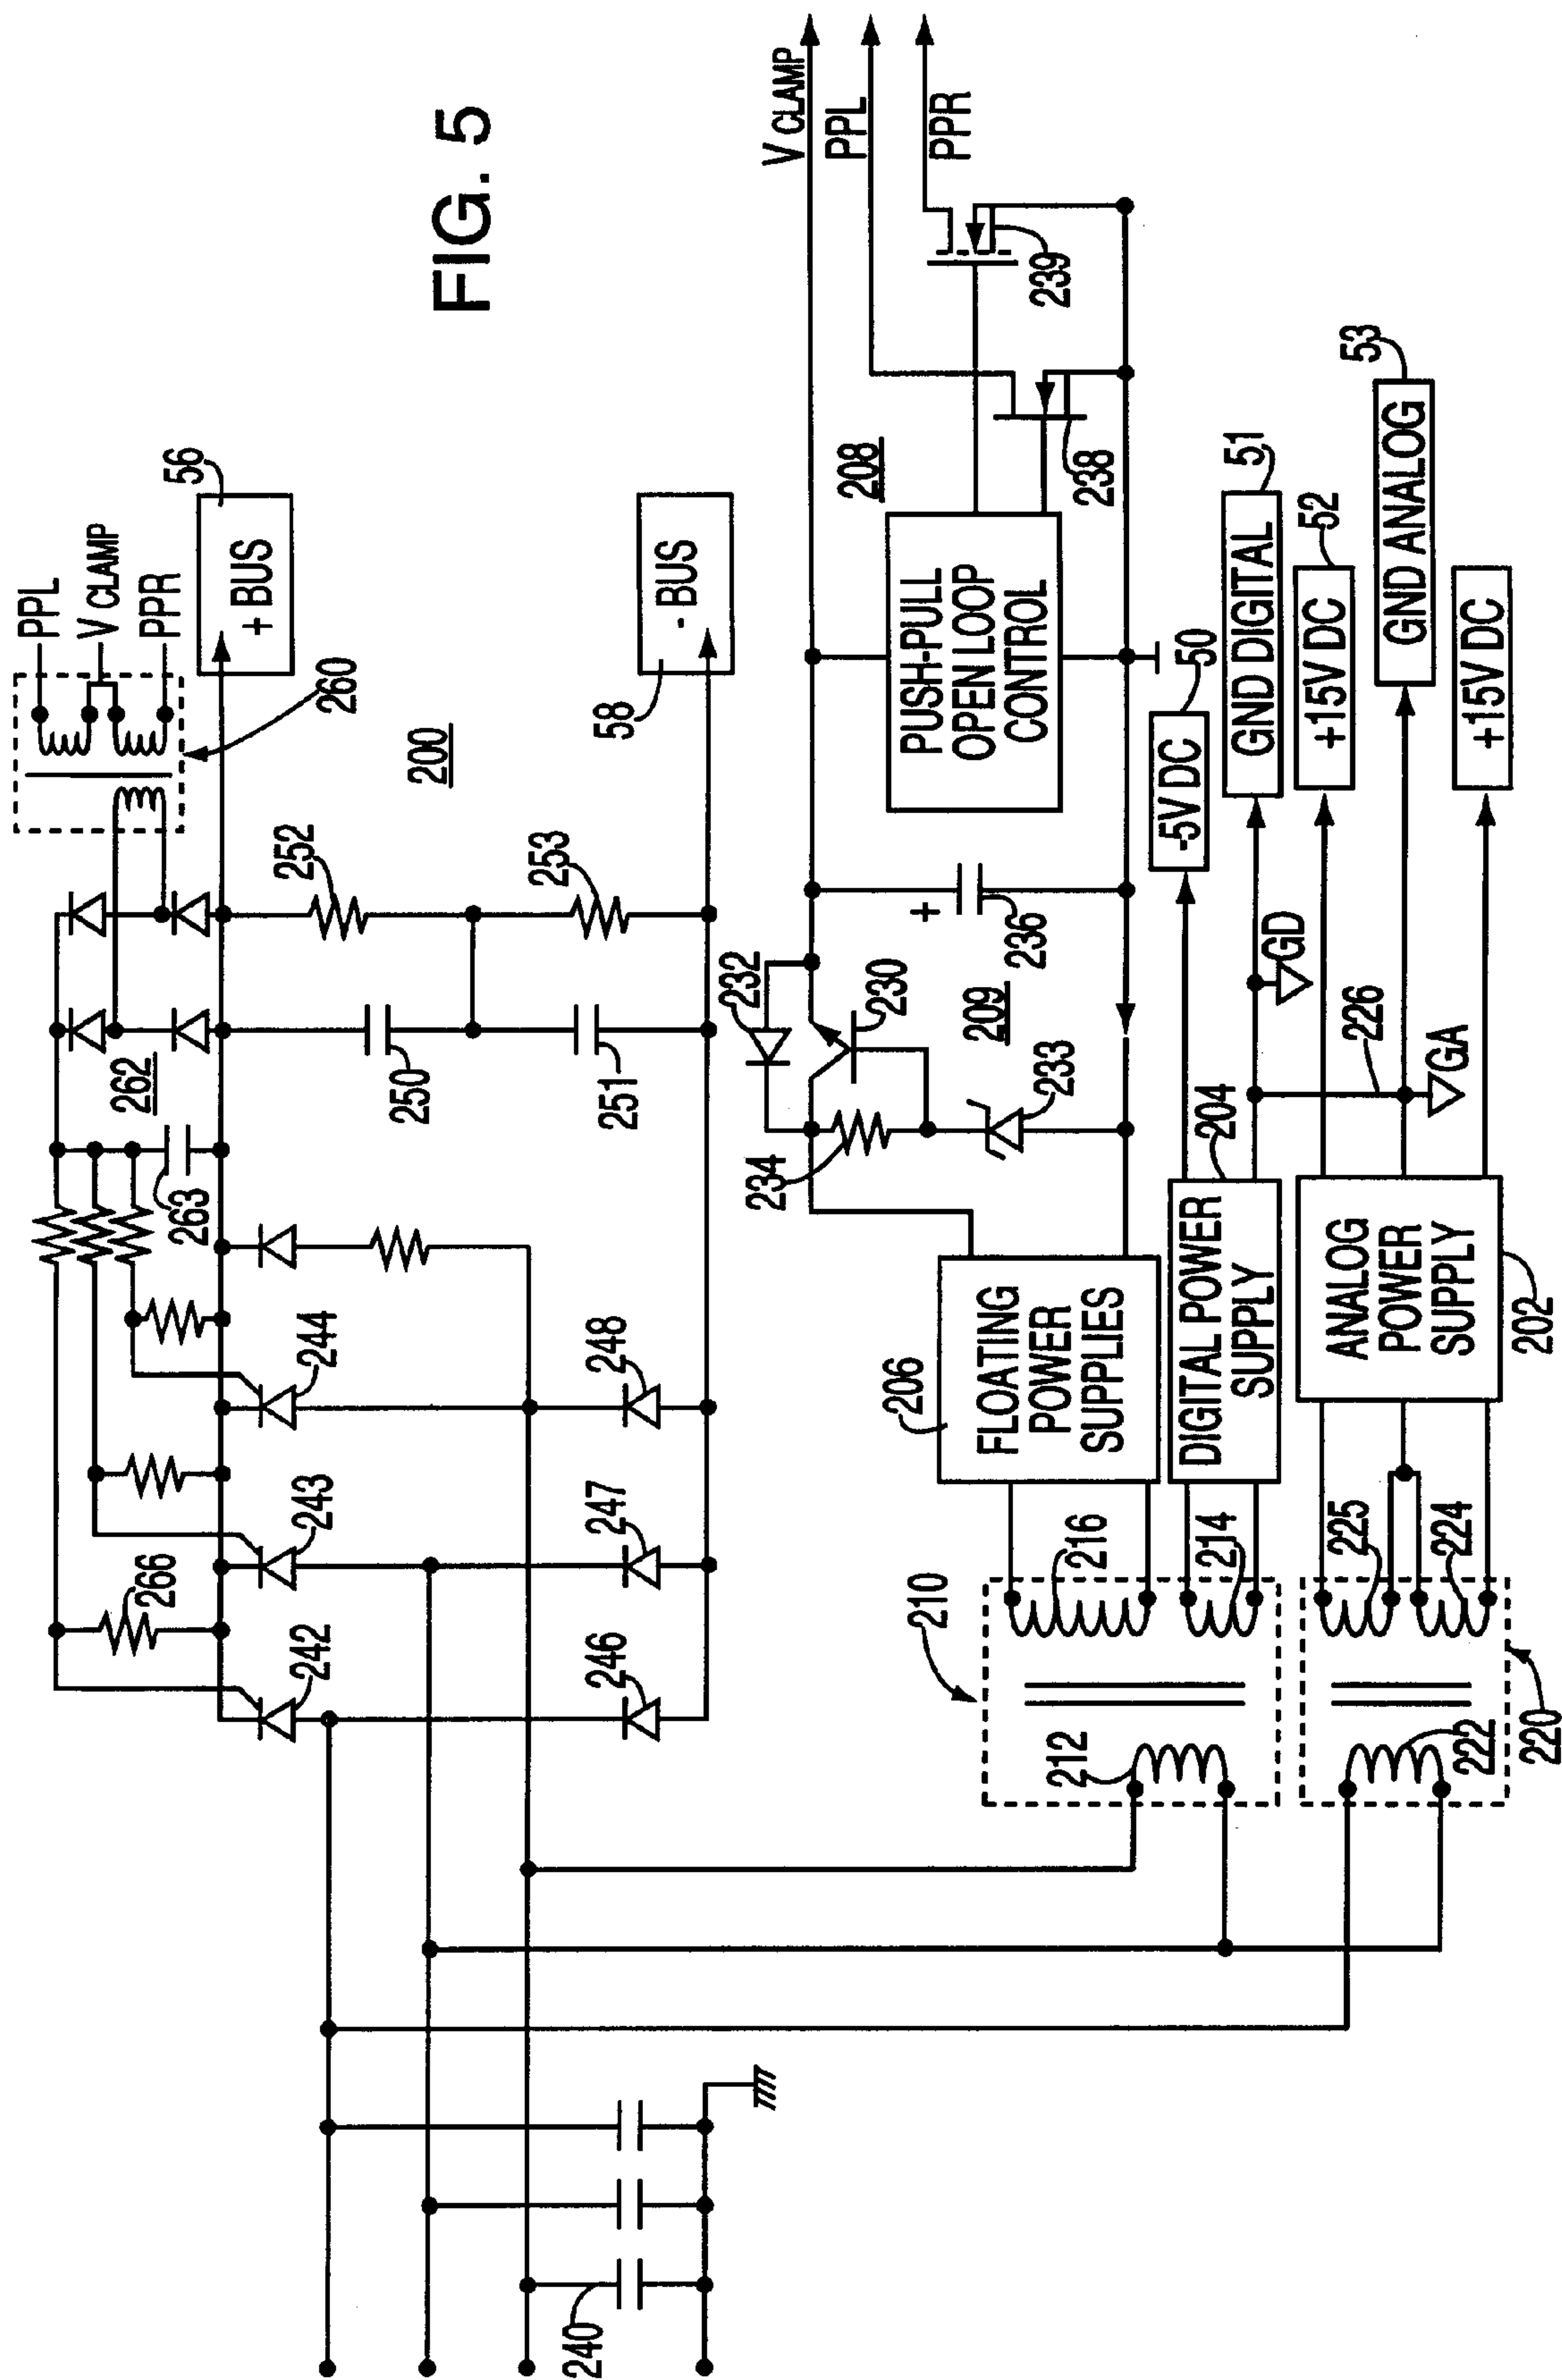 FIG. 5
PPL
V CLAMP
PPR
56
+ BUS
260
200
58
- BUS
252
253
262
250
251
263
244
248
243
247
266
242
246
240
V CLAMP
PPL
PPR
239
238
208
PUSH-PULL
OPEN LOOP
CONTROL
232
230
+
236
209
233
234
206
FLOATING
POWER
SUPPLIES
-5V DC
50
GND DIGITAL
51
+15V DC
52
GND ANALOG
53
+15V DC
GD
226
GA
204
DIGITAL POWER
SUPPLY
ANALOG
POWER
SUPPLY
202
210
216
214
212
225
224
222
220